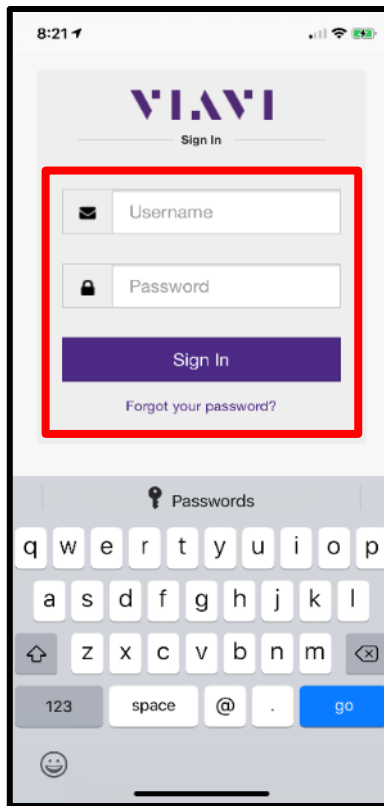 8:21
VIAVI
Sign In
Username
Password
Sign In
Forgot your password?
Passwords
q w e r t y u i o p
a s d f g h j k l
z x c v b n m
123 space @ . go